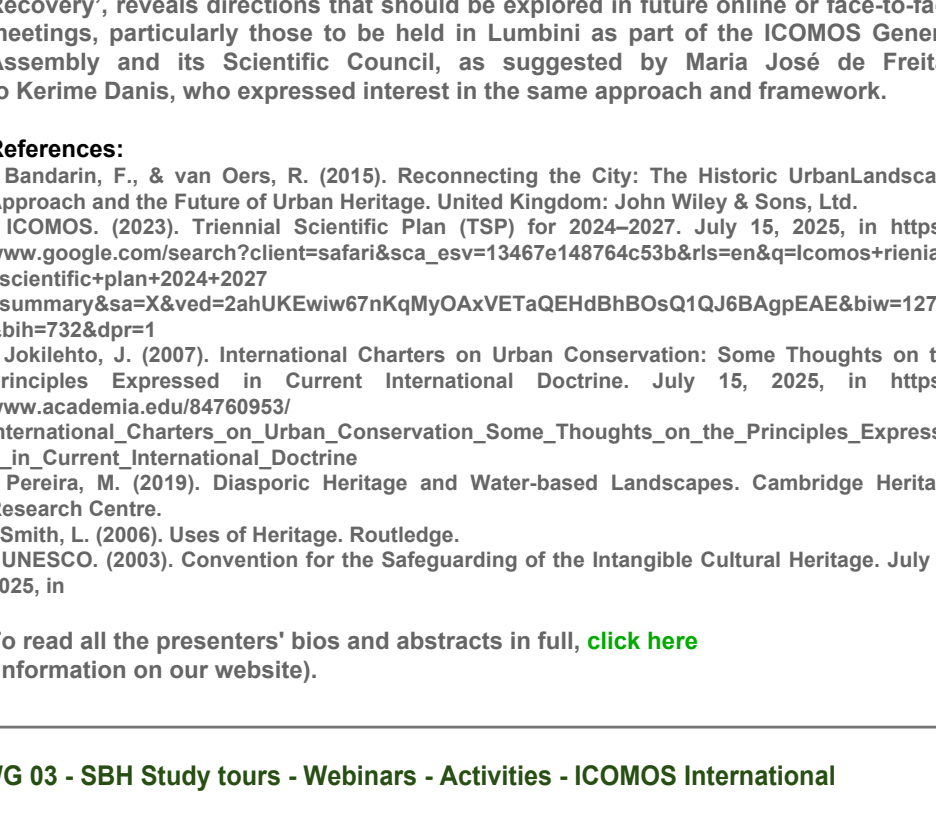 Recovery’, reveals directions that should be explored in future online or face-to-fac
meetings, particularly those to be held in Lumbini as part of the ICOMOS Gener
Assembly and its Scientific Council, as suggested by Maria José de Freit
to Kerime Danis, who expressed interest in the same approach and framework.
References:
Bandarin, F., & van Oers, R. (2015). Reconnecting the City: The Historic UrbanLandsca
Approach and the Future of Urban Heritage. United Kingdom: John Wiley & Sons, Ltd.
ICOMOS. (2023). Triennial Scientific Plan (TSP) for 2024–2027. July 15, 2025, in https
www.google.com/search?client=safari&sca_esv=13467e148764c53b&rls=en&q=Icomos+rienia
scientific+plan+2024+2027
summary&sa=X&ved=2ahUKEwiw67nKqMyOAxVETaQEHdBhBOsQ1QJ6BAgpEAE&biw=127
&bih=732&dpr=1
Jokilehto, J. (2007). International Charters on Urban Conservation: Some Thoughts on t
Principles Expressed in Current International Doctrine. July 15, 2025, in https
www.academia.edu/84760953/
nternational_Charters_on_Urban_Conservation_Some_Thoughts_on_the_Principles_Express
_in_Current_International_Doctrine
Pereira, M. (2019). Diasporic Heritage and Water-based Landscapes. Cambridge Herita
Research Centre.
Smith, L. (2006). Uses of Heritage. Routledge.
UNESCO. (2003). Convention for the Safeguarding of the Intangible Cultural Heritage. July
2025, in
To read all the presenters' bios and abstracts in full, click here
information on our website).
WG 03 - SBH Study tours - Webinars - Activities - ICOMOS International